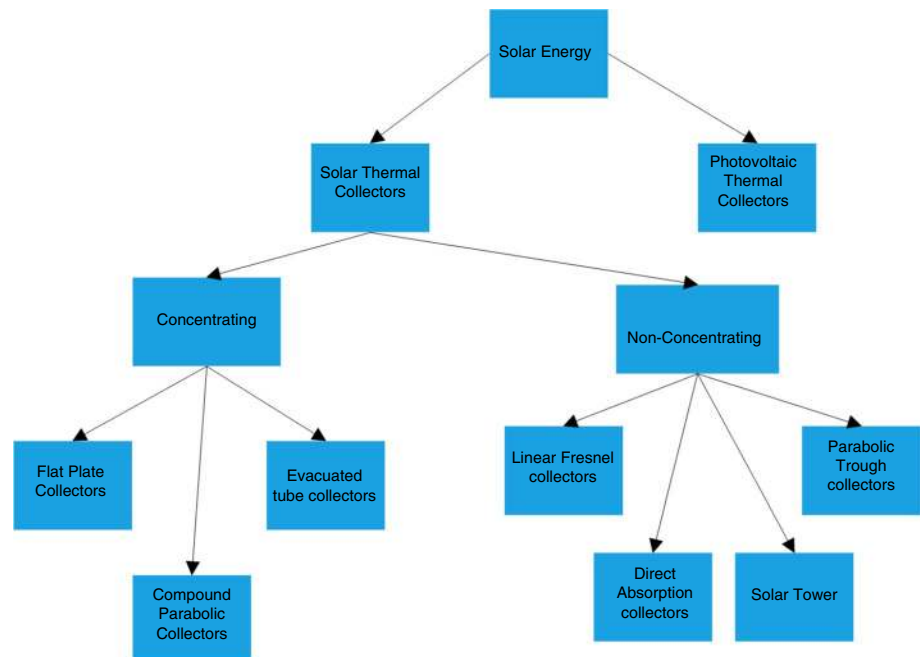 Solar Energy
Solar Thermal
Collectors
Photovoltaic
Thermal
Collectors
Concentrating
Non-Concentrating
Flat Plate
Collectors
Evacuated
tube collectors
Compound
Parabolic
Collectors
Linear Fresnel
collectors
Parabolic
Trough
collectors
Direct
Absorption
collectors
Solar Tower